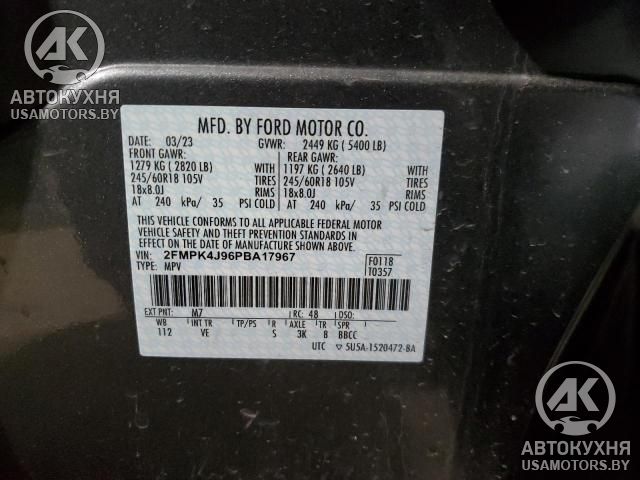 АК
АВТОКУХНЯ
USAMOTORS.BY
MFD. BY FORD MOTOR CO.
DATE: 03/23 GVWR: 2449 KG (5400 LB)
FRONT GAWR: REAR GAWR:
1279 KG (2820 LB) WITH 1197 KG (2640 LB) WITH
245/60R18 105V TIRES 245/60R18 105V TIRES
18x8.0J RIMS 18x8.0J RIMS
AT 240 kPa/ 35 PSI COLD AT 240 kPa/ 35 PSI COLD
THIS VEHICLE CONFORMS TO ALL APPLICABLE FEDERAL MOTOR
VEHICLE SAFETY AND THEFT PREVENTION STANDARDS IN
EFFECT ON THE DATE OF MANUFACTURE SHOWN ABOVE.
VIN: 2FMPK4J96PBA17967 F0118
TYPE: MPV T0357
EXT PNT: M7 RC: 48 DSO:
WB INT TR TP/PS R AXLE TR SPR
112 VE S 3K 8 BBCC
UTC ▽ 5U5A-1520472-BA
АК
АВТОКУХНЯ
USAMOTORS.BY